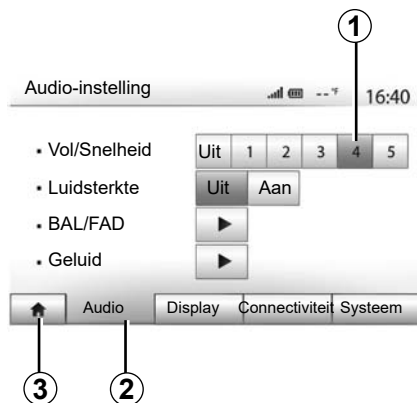 1
Audio-instelling --°F 16:40
Vol/Snelheid Uit 1 2 3 4 5
Luidsterkte Uit Aan
BAL/FAD
Geluid
Audio Display Connectiviteit Systeem
3 2